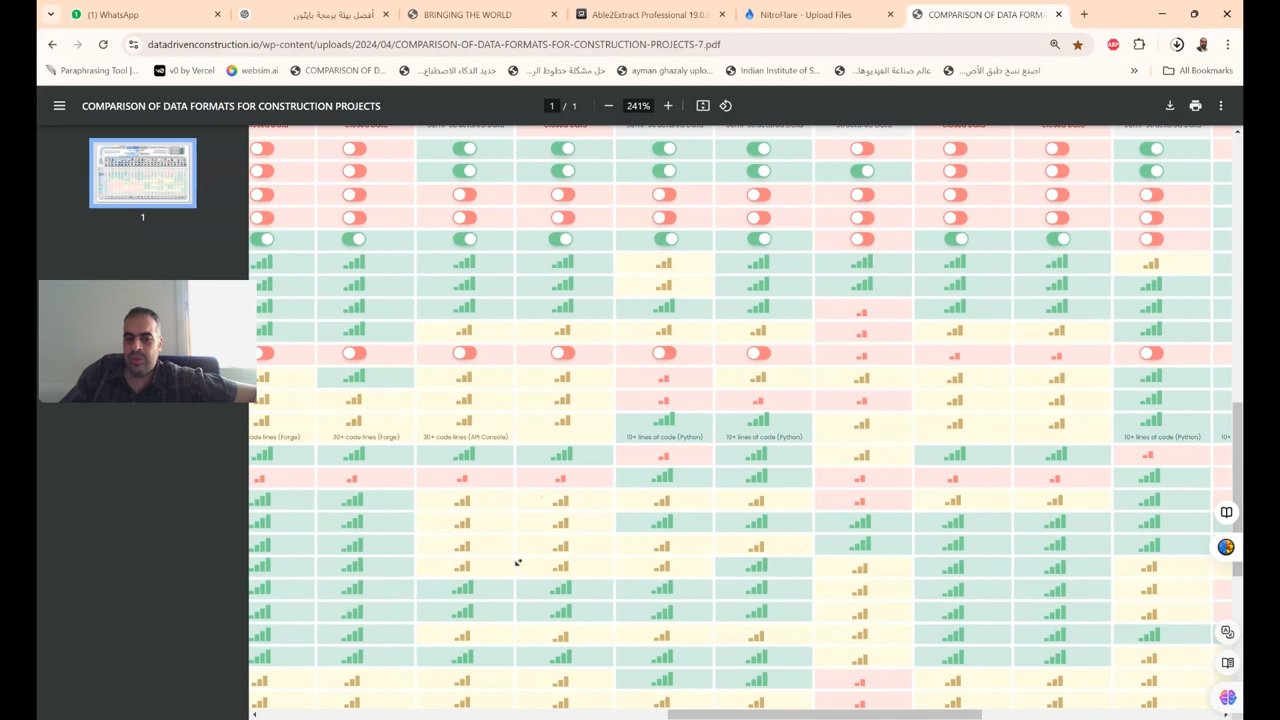 (1) WhatsApp
أفضل بيئة برمجة بايثون
BRINGING THE WORLD
Able2Extract Professional 19.0.8
NitroFlare - Upload Files
COMPARISON OF DATA FORMA
datadrivenconstruction.io/wp-content/uploads/2024/04/COMPARISON-OF-DATA-FORMATS-FOR-CONSTRUCTION-PROJECTS-7.pdf
ABP
Paraphrasing Tool |...
v0 by Vercel
websim.ai
COMPARISON OF D...
جديد الذكاء الاصطناع...
حل مشكلة حطوط الر...
ayman ghazaly uplo...
Indian Institute of S...
عالم صناعة الفيديوها...
اصنع نسخ طبق الأص...
All Bookmarks
COMPARISON OF DATA FORMATS FOR CONSTRUCTION PROJECTS
1 / 1
241%
1
code lines (Forge)
30+ code lines (Forge)
30+ code lines (API Console)
10+ lines of code (Python)
10+ lines of code (Python)
10+ lines of code (Python)
10+